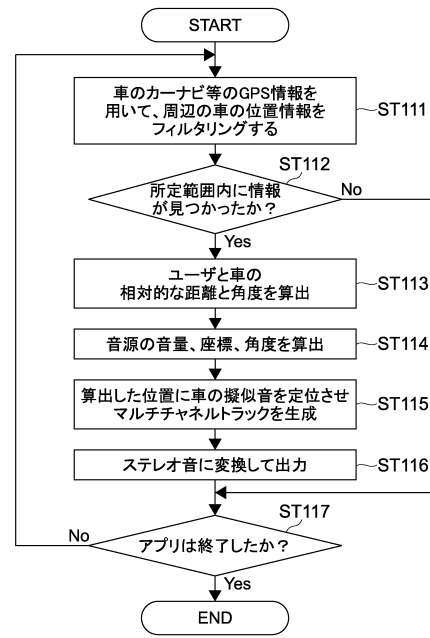 START
車のカーナビ等のGPS情報を
用いて、周辺の車の位置情報を
フィルタリングする
ST111
ST112
所定範囲内に情報
が見つかったか？
No
Yes
ユーザと車の
相対的な距離と角度を算出
ST113
音源の音量、座標、角度を算出
ST114
算出した位置に車の擬似音を定位させ
マルチチャネルトラックを生成
ST115
ステレオ音に変換して出力
ST116
ST117
No
アプリは終了したか？
Yes
END